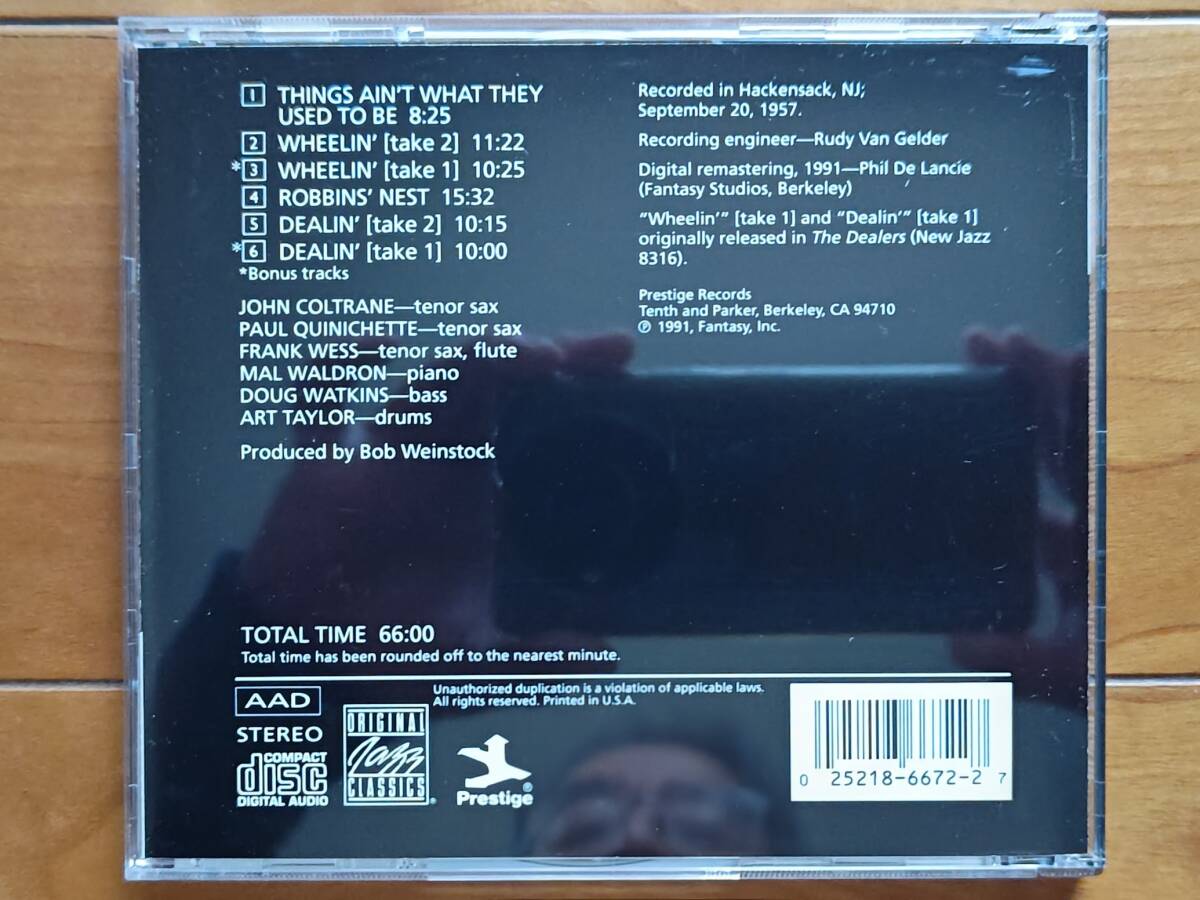 1 THINGS AIN'T WHAT THEY
USED TO BE 8:25
2 WHEELIN' [take 2] 11:22
*3 WHEELIN' [take 1] 10:25
4 ROBBINS' NEST 15:32
5 DEALIN' [take 2] 10:15
*6 DEALIN' [take 1] 10:00
*Bonus tracks
JOHN COLTRANE—tenor sax
PAUL QUINICHETTE—tenor sax
FRANK WESS—tenor sax, flute
MAL WALDRON—piano
DOUG WATKINS—bass
ART TAYLOR—drums
Produced by Bob Weinstock
Recorded in Hackensack, NJ;
September 20, 1957.
Recording engineer—Rudy Van Gelder
Digital remastering, 1991—Phil De Lancie
(Fantasy Studios, Berkeley)
"Wheelin'" [take 1] and "Dealin'" [take 1]
originally released in The Dealers (New Jazz
8316).
Prestige Records
Tenth and Parker, Berkeley, CA 94710
℗ 1991, Fantasy, Inc.
TOTAL TIME 66:00
Total time has been rounded off to the nearest minute.
AAD
STEREO
COMPACT
disc
DIGITAL AUDIO
ORIGINAL
Jazz
CLASSICS®
Unauthorized duplication is a violation of applicable laws.
All rights reserved. Printed in U.S.A.
Prestige®
0 25218-6672-2 7